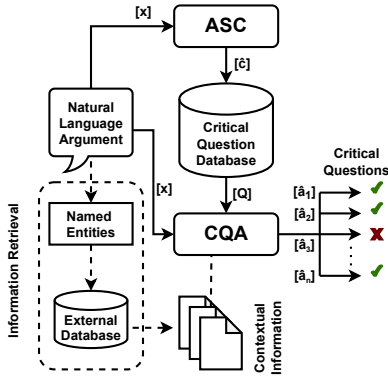 [x]
ASC
[ĉ]
Natural
Language
Argument
Critical
Question
Database
[x]
[Q]
Critical
Questions
CQA
[â1]
[â2]
[â3]
[ân]
Information Retrieval
Named
Entities
External
Database
Contextual
Information